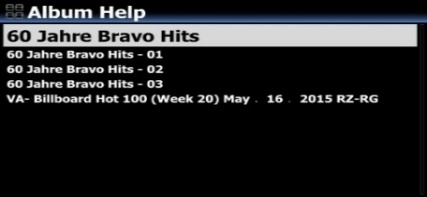 Album Help
60 Jahre Bravo Hits
60 Jahre Bravo Hits - 01
60 Jahre Bravo Hits - 02
60 Jahre Bravo Hits - 03
VA- Billboard Hot 100 (Week 20) May . 16 . 2015 RZ-RG